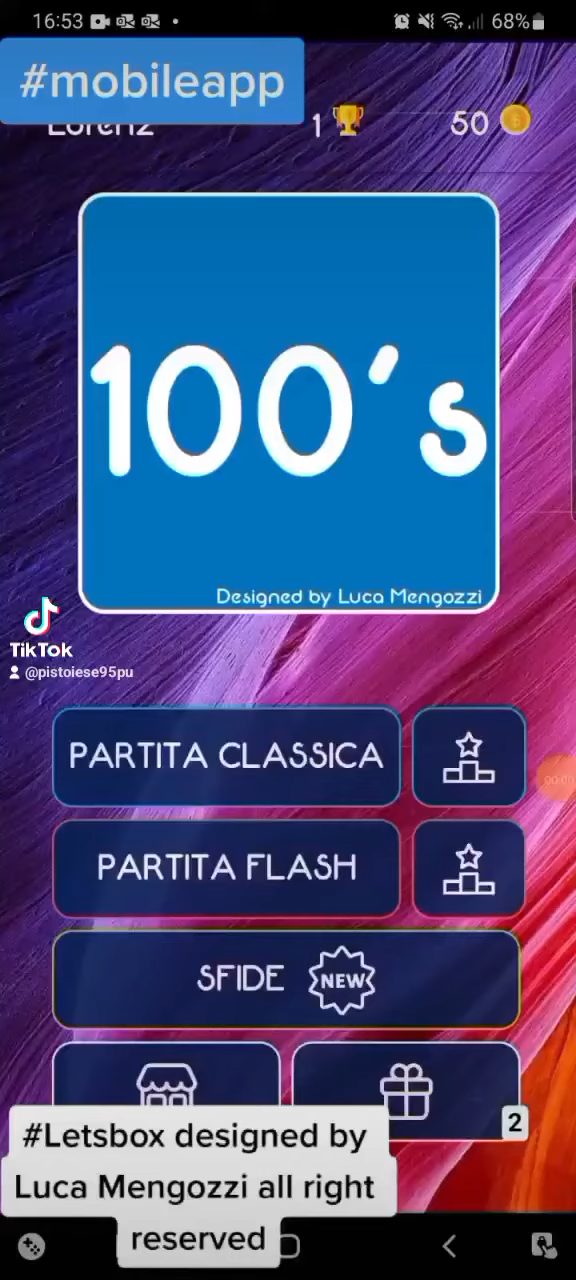 16:53
68%
#mobileapp
Lorenz
1
50
100's
Designed by Luca Mengozzi
TikTok
@pistoiese95pu
PARTITA CLASSICA
PARTITA FLASH
SFIDE NEW
2
#Letsbox designed by
Luca Mengozzi all right
reserved